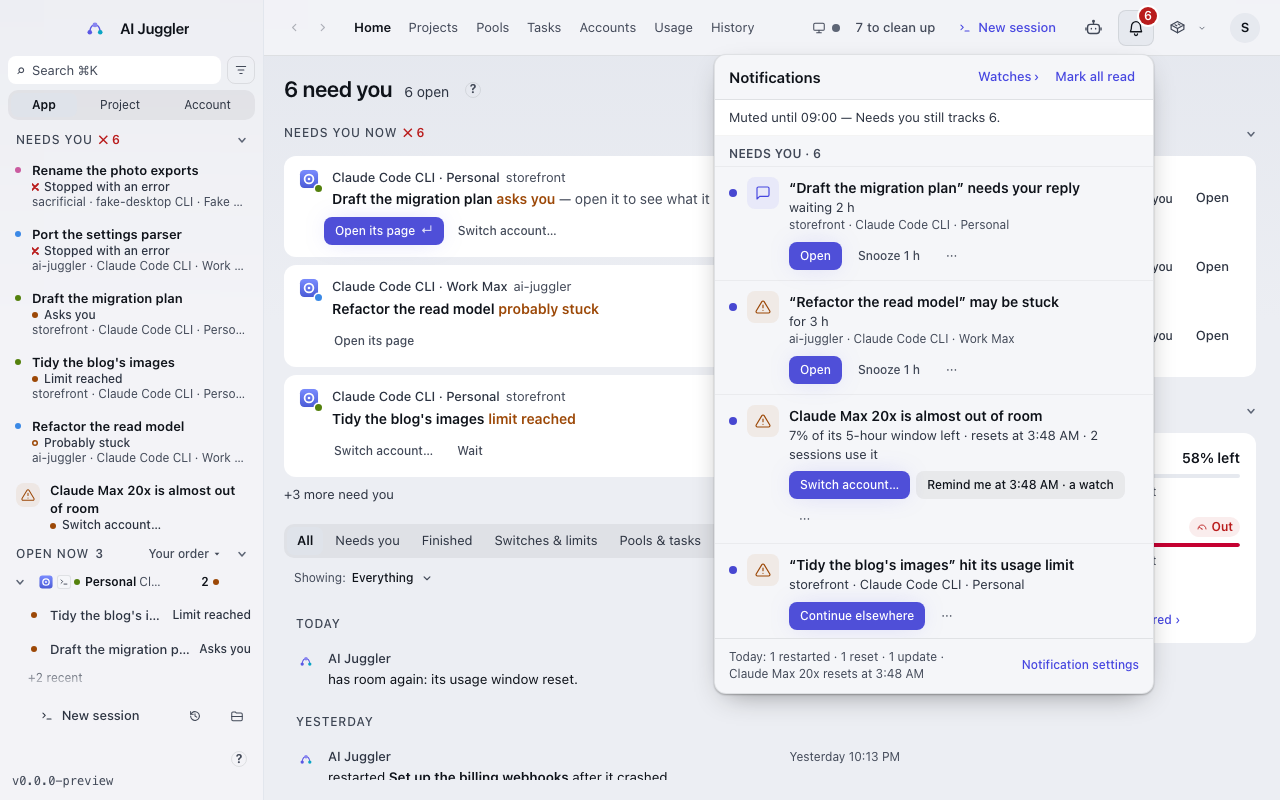 AI Juggler
Search ⌘K
App Project Account
NEEDS YOU 6
Rename the photo exports
Stopped with an error
sacrificial · fake-desktop CLI · Fake ...
Port the settings parser
Stopped with an error
ai-juggler · Claude Code CLI · Work ...
Draft the migration plan
Asks you
storefront · Claude Code CLI · Perso...
Tidy the blog's images
Limit reached
storefront · Claude Code CLI · Perso...
Refactor the read model
Probably stuck
ai-juggler · Claude Code CLI · Work ...
Claude Max 20x is almost out
of room
Switch account...
OPEN NOW 3 Your order
Personal Cl... 2
Tidy the blog's i... Limit reached
Draft the migration p... Asks you
+2 recent
New session
?
v0.0.0-preview
Home Projects Pools Tasks Accounts Usage History
7 to clean up New session 6 S
6 need you 6 open ?
NEEDS YOU NOW 6
Claude Code CLI · Personal storefront
Draft the migration plan asks you — open it to see what it
Open its page ↵ Switch account...
Claude Code CLI · Work Max ai-juggler
Refactor the read model probably stuck
Open its page
Claude Code CLI · Personal storefront
Tidy the blog's images limit reached
Switch account... Wait
+3 more need you
All Needs you Finished Switches & limits Pools & tasks
Showing: Everything
TODAY
AI Juggler
has room again: its usage window reset.
YESTERDAY
AI Juggler Yesterday 10:13 PM
restarted Set up the billing webhooks after it crashed
Notifications Watches › Mark all read
Muted until 09:00 — Needs you still tracks 6.
NEEDS YOU · 6
“Draft the migration plan” needs your reply
waiting 2 h
storefront · Claude Code CLI · Personal
Open Snooze 1 h ...
“Refactor the read model” may be stuck
for 3 h
ai-juggler · Claude Code CLI · Work Max
Open Snooze 1 h ...
Claude Max 20x is almost out of room
7% of its 5-hour window left · resets at 3:48 AM · 2
sessions use it
Switch account... Remind me at 3:48 AM · a watch
...
“Tidy the blog's images” hit its usage limit
storefront · Claude Code CLI · Personal
Continue elsewhere ...
Today: 1 restarted · 1 reset · 1 update ·
Claude Max 20x resets at 3:48 AM
Notification settings
you Open
you Open
you Open
58% left
t
Out
t
red ›